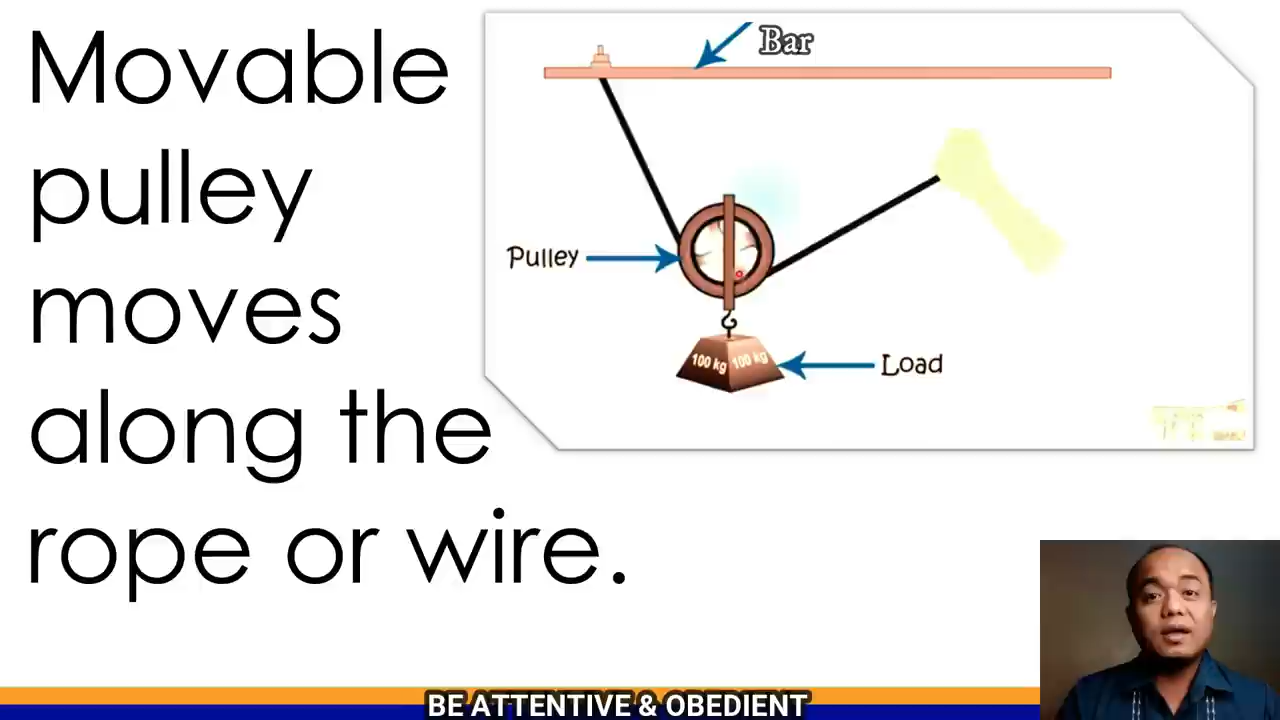 Movable
pulley
moves
along the
rope or wire.
Bar
Pulley
100 kg 100 kg
Load
BE ATTENTIVE & OBEDIENT